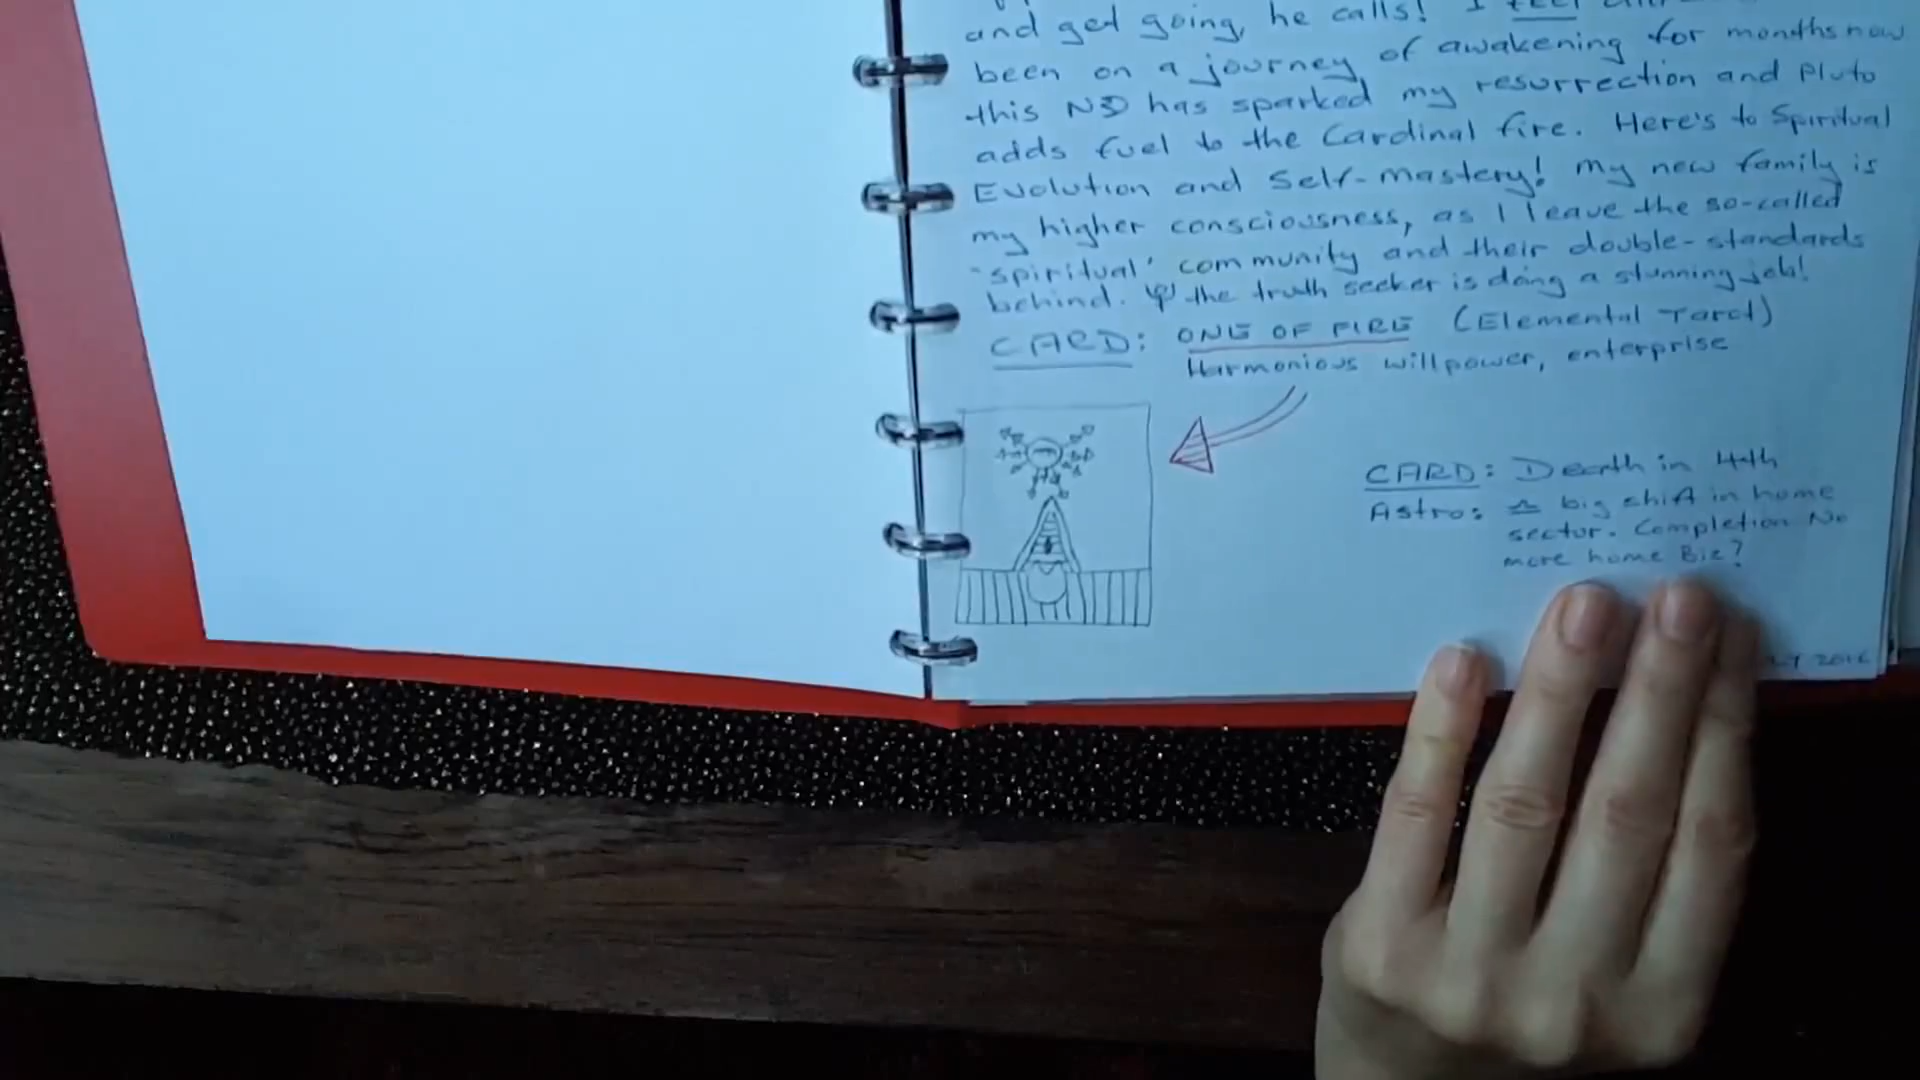 and get going, he calls! I feel
been on a journey of awakening for months now
this ND has sparked my resurrection and Pluto
adds fuel to the Cardinal fire. Here's to Spiritual
Evolution and Self-mastery! My new family is
my higher consciousness, as I leave the so-called
'spiritual' community and their double-standards
behind. the truth seeker is doing a stunning job!
CARD: ONE OF FIRE (Elemental Tarot)
Harmonious willpower, enterprise
CARD: Death in 4th
Astro: ♎ big shift in home
sector. Completion No
more home Biz?
2016